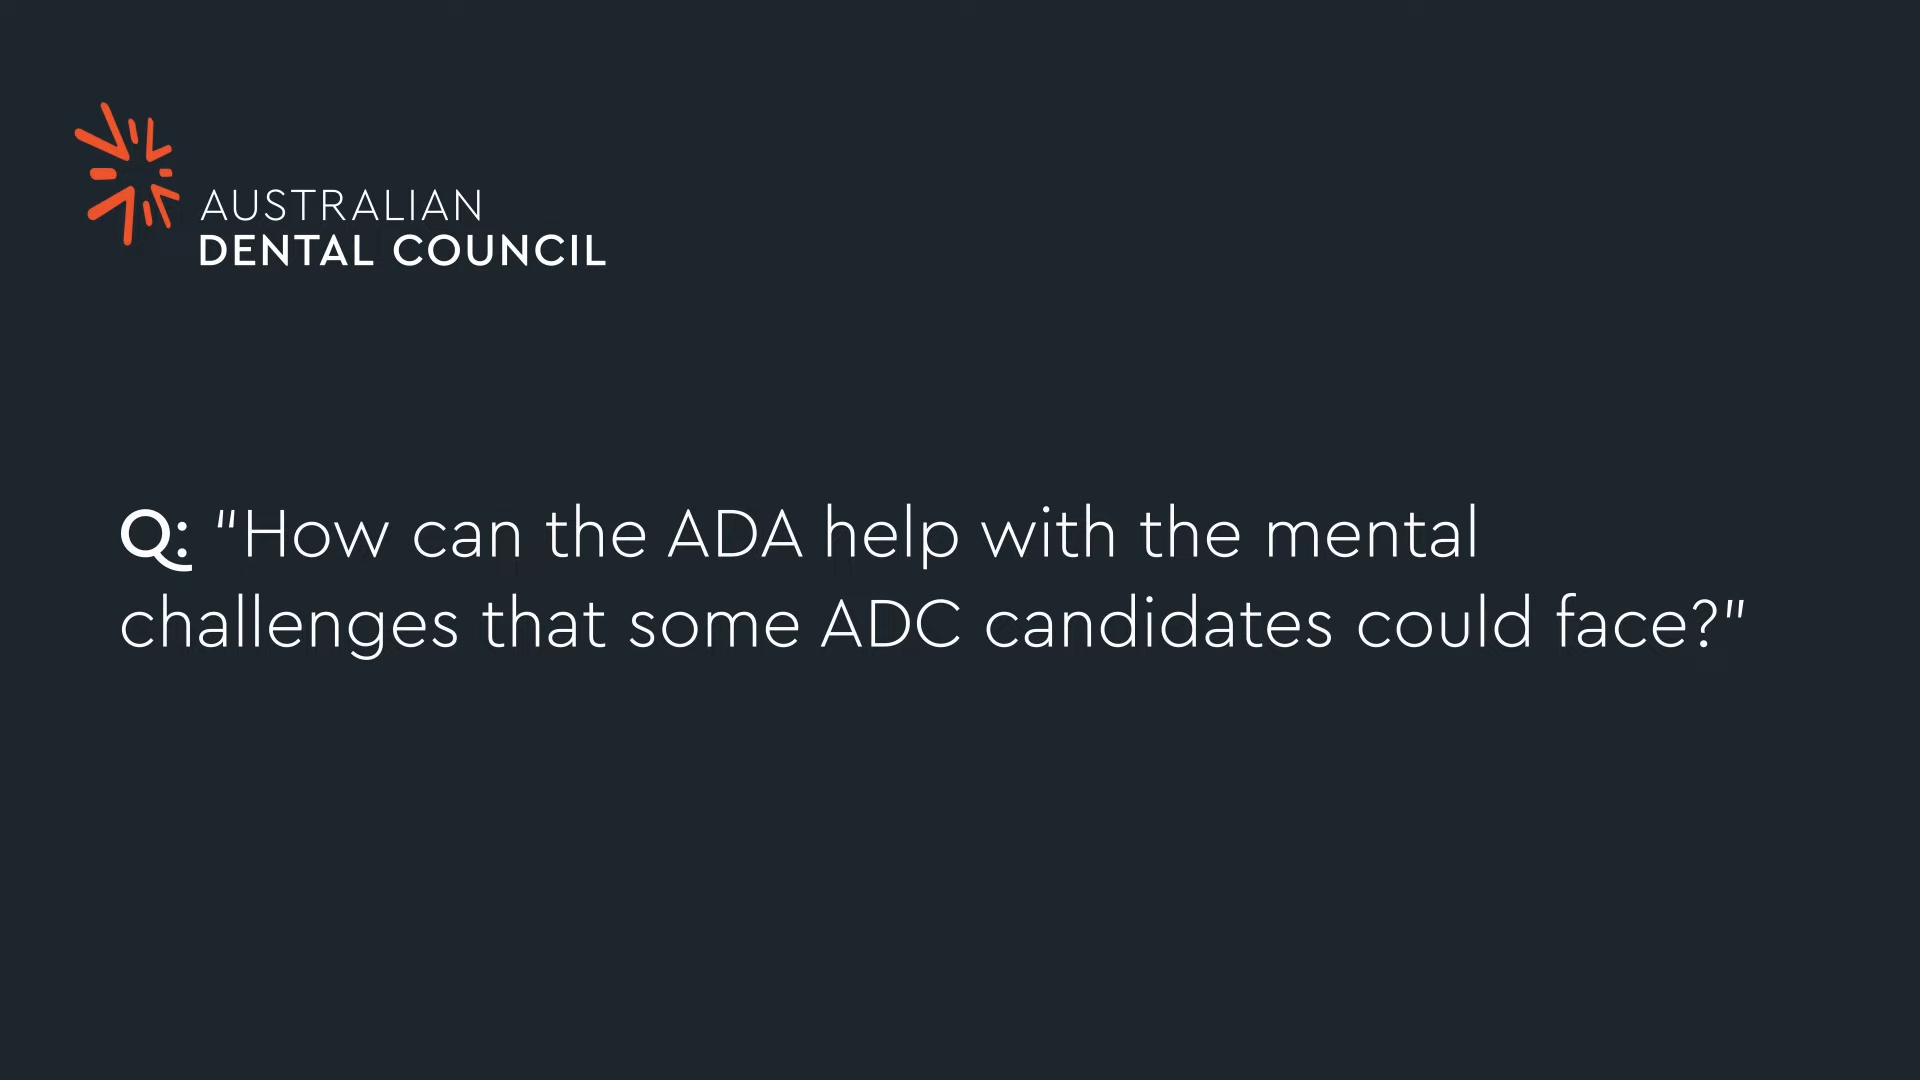 AUSTRALIAN
DENTAL COUNCIL
Q: “How can the ADA help with the mental
challenges that some ADC candidates could face?”